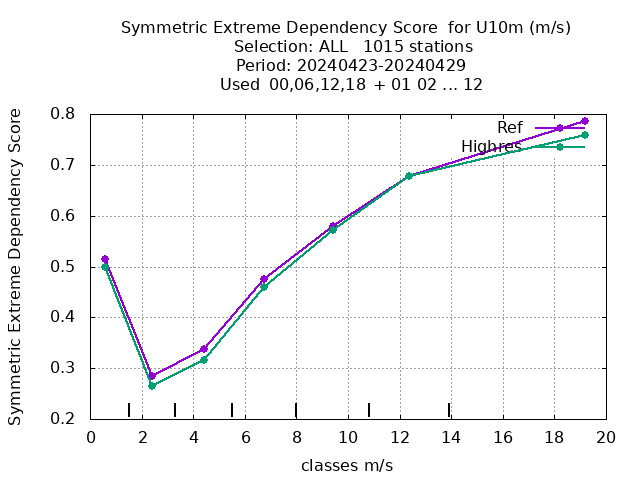 Symmetric Extreme Dependency Score for U10m (m/s)
Selection: ALL 1015 stations
Period: 20240423-20240429
Used 00,06,12,18 + 01 02 ... 12
Symmetric Extreme Dependency Score
0.8
0.7
0.6
0.5
0.4
0.3
0.2
Ref
Highres
0 2 4 6 8 10 12 14 16 18 20
classes m/s